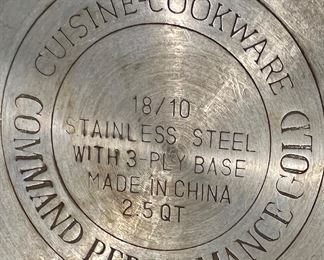 CUISINE-COOKWARE
18/10
STAINLESS STEEL
WITH 3-PLY BASE
MADE IN CHINA
2.5 QT
COMMAND PERFORMANCE GOLD